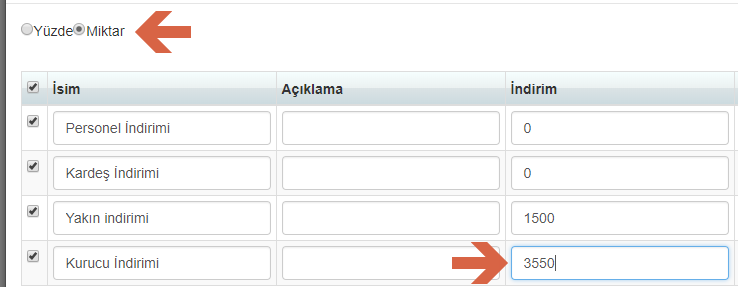 Yüzde Miktar
İsim Açıklama İndirim
Personel İndirimi 0
Kardeş İndirimi 0
Yakın indirimi 1500
Kurucu İndirimi 3550